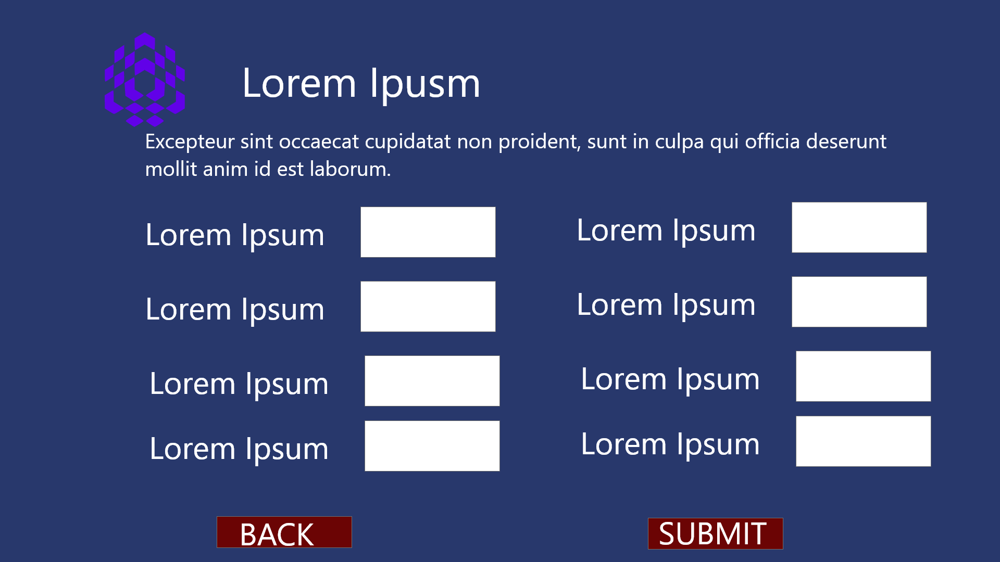 Lorem Ipusm
Excepteur sint occaecat cupidatat non proident, sunt in culpa qui officia deserunt
mollit anim id est laborum.
Lorem Ipsum
Lorem Ipsum
Lorem Ipsum
Lorem Ipsum
Lorem Ipsum
Lorem Ipsum
Lorem Ipsum
Lorem Ipsum
BACK
SUBMIT